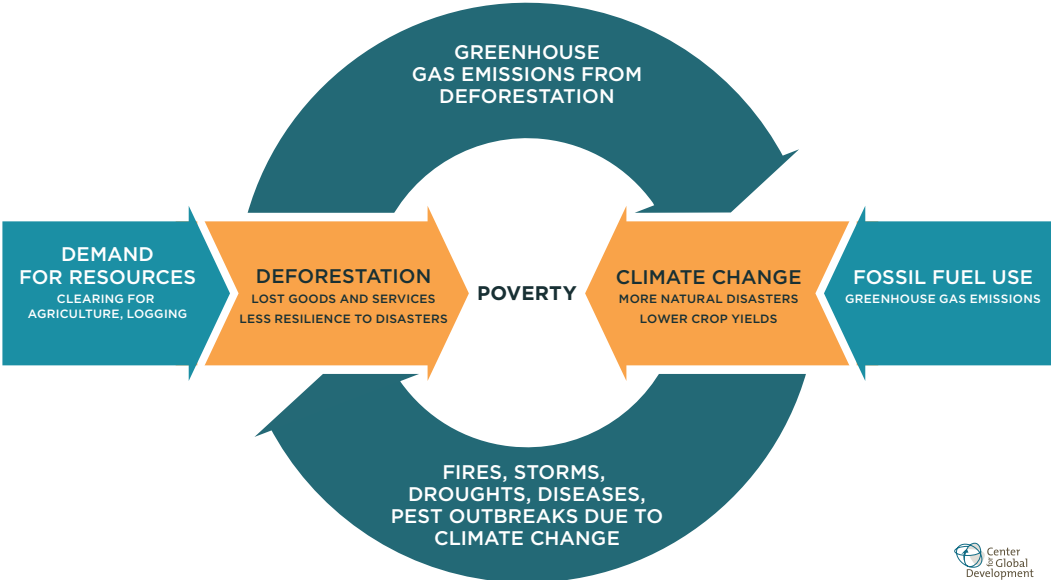 GREENHOUSE
GAS EMISSIONS FROM
DEFORESTATION
DEMAND
FOR RESOURCES
CLEARING FOR
AGRICULTURE, LOGGING
DEFORESTATION
LOST GOODS AND SERVICES
LESS RESILIENCE TO DISASTERS
POVERTY
CLIMATE CHANGE
MORE NATURAL DISASTERS
LOWER CROP YIELDS
FOSSIL FUEL USE
GREENHOUSE GAS EMISSIONS
FIRES, STORMS,
DROUGHTS, DISEASES,
PEST OUTBREAKS DUE TO
CLIMATE CHANGE
Center
for Global
Development